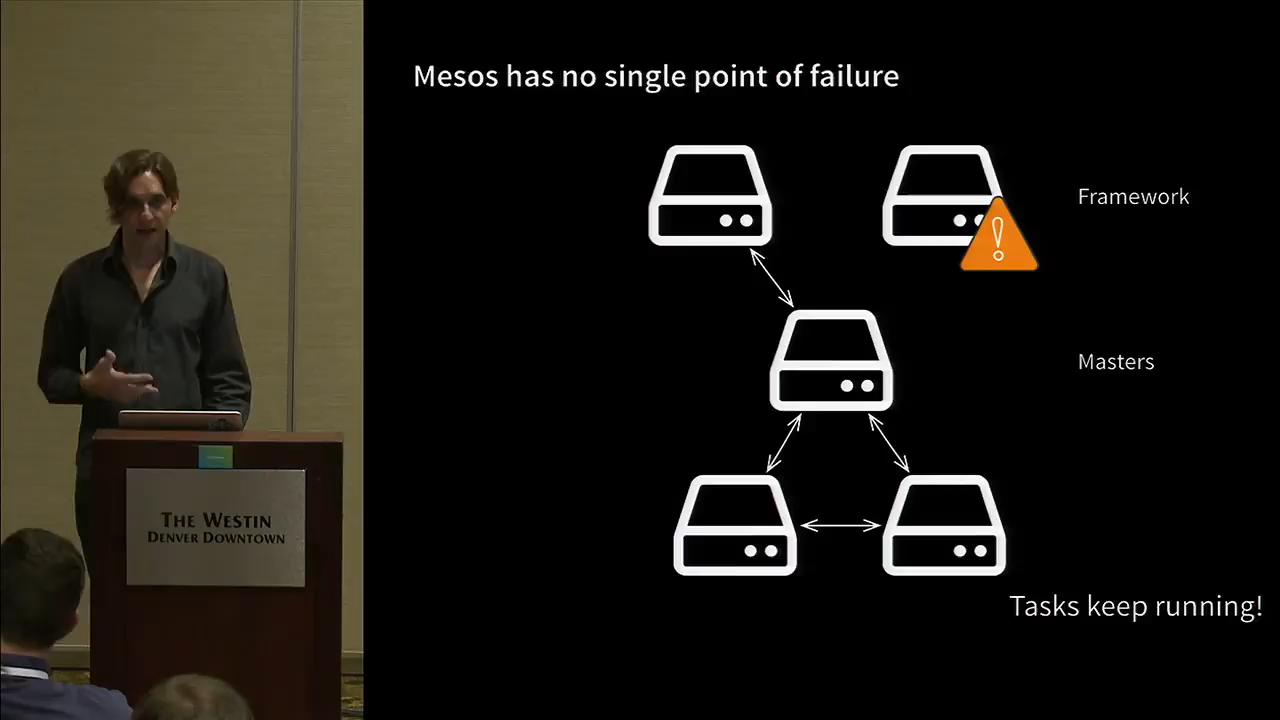 Mesos has no single point of failure
Framework
Masters
Tasks keep running!
THE WESTIN
DENVER DOWNTOWN